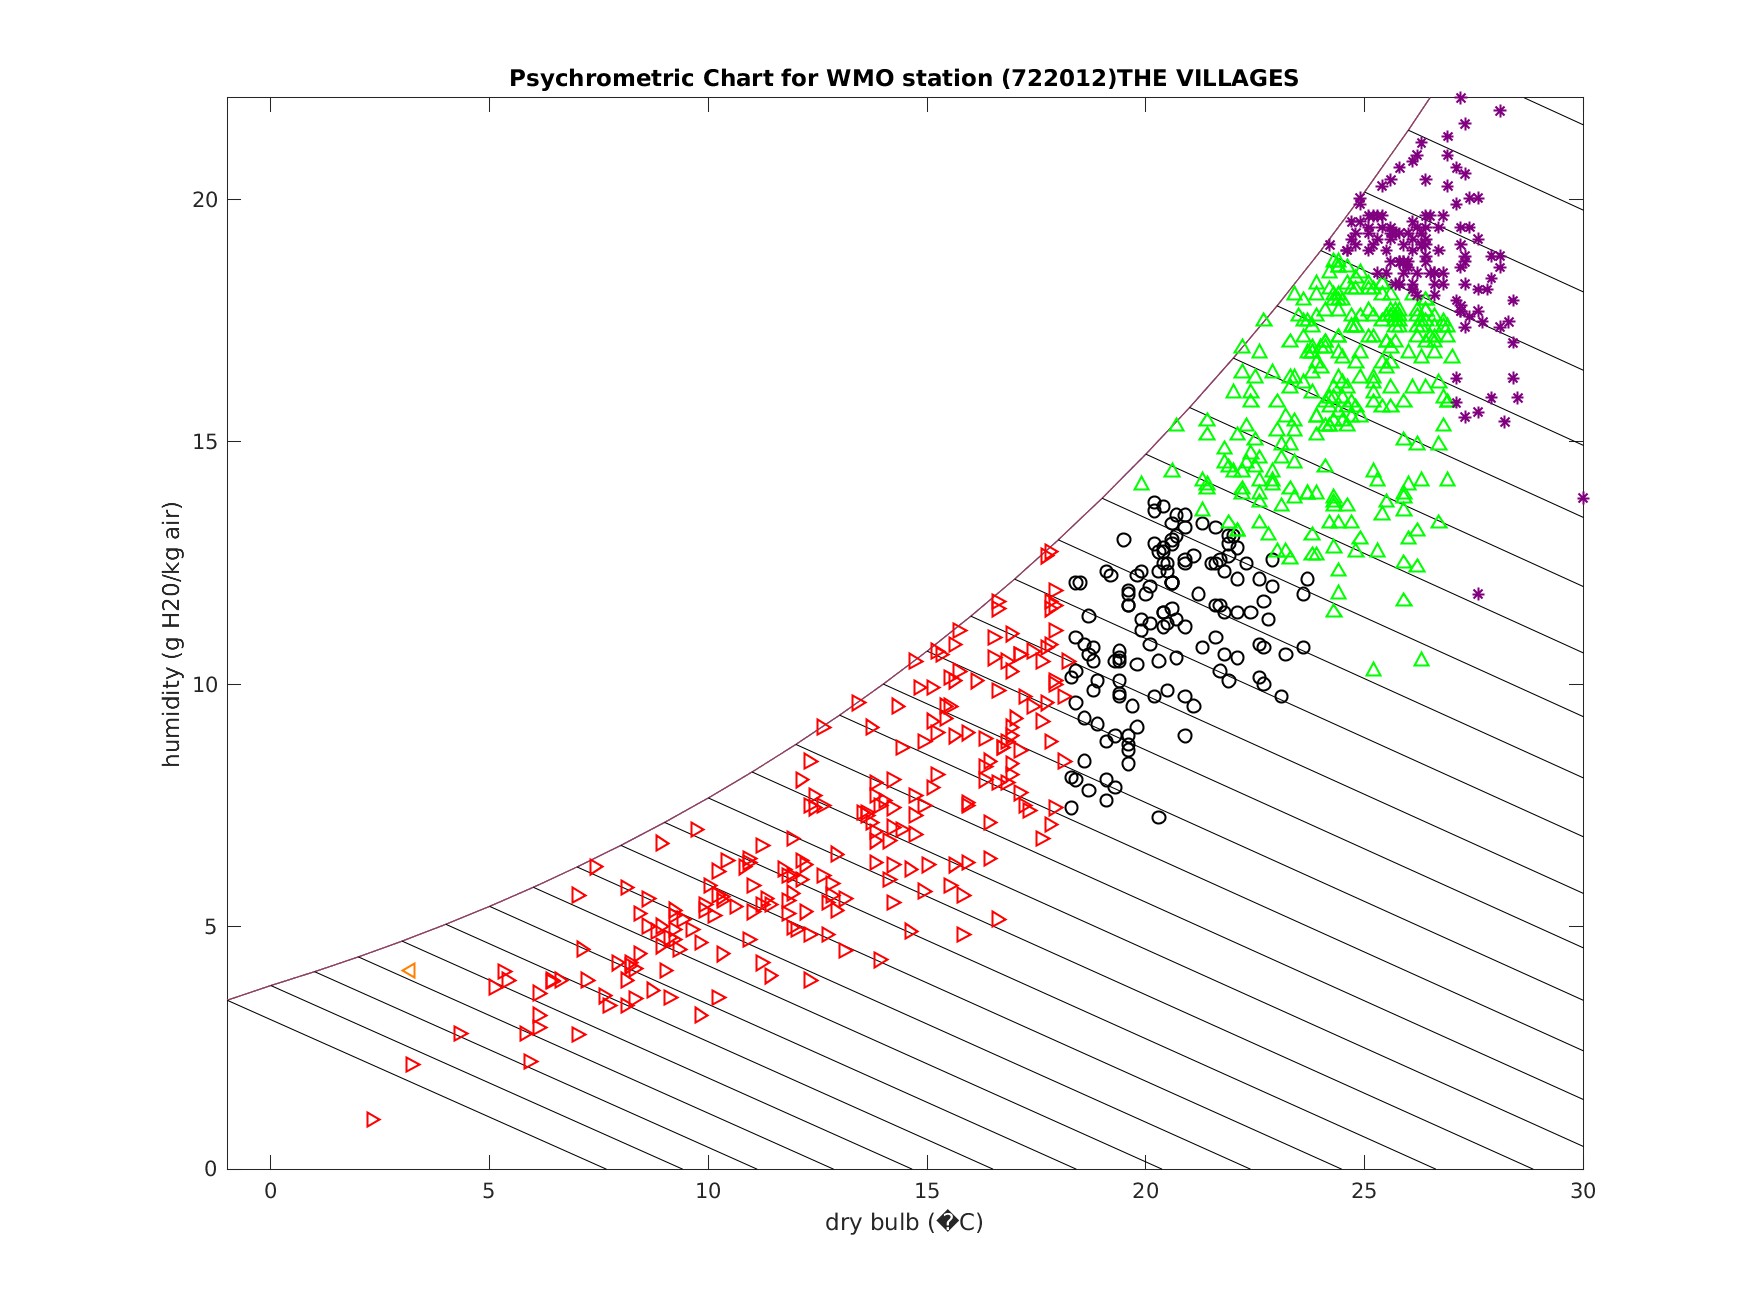 Psychrometric Chart for WMO station (722012)THE VILLAGES
humidity (g H20/kg air)
20
15
10
5
0
0 5 10 15 20 25 30
dry bulb (�C)